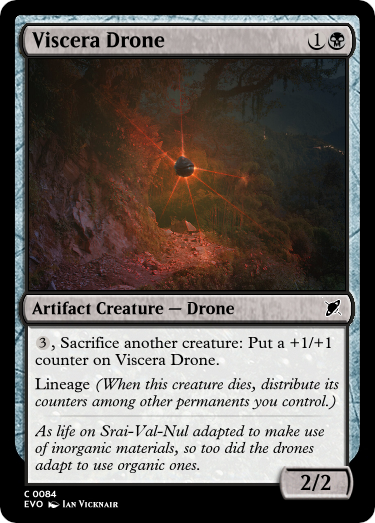 Viscera Drone 1
Artifact Creature — Drone
3, Sacrifice another creature: Put a +1/+1
counter on Viscera Drone.
Lineage (When this creature dies, distribute its
counters among other permanents you control.)
As life on Srai-Val-Nul adapted to make use
of inorganic materials, so too did the drones
adapt to use organic ones.
2/2
C 0084
EVO Ian Vicknair